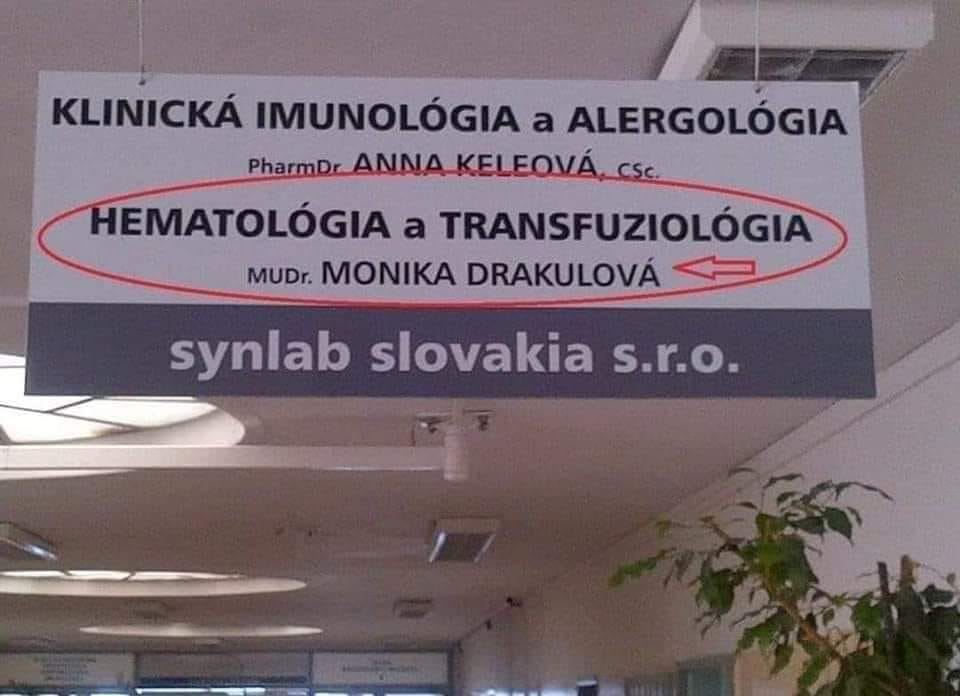 KLINICKÁ IMUNOLÓGIA a ALERGOLÓGIA
PharmDr. ANNA KELEOVÁ, CSc.
HEMATOLÓGIA a TRANSFUZIOLÓGIA
MUDr. MONIKA DRAKULOVÁ
synlab slovakia s.r.o.